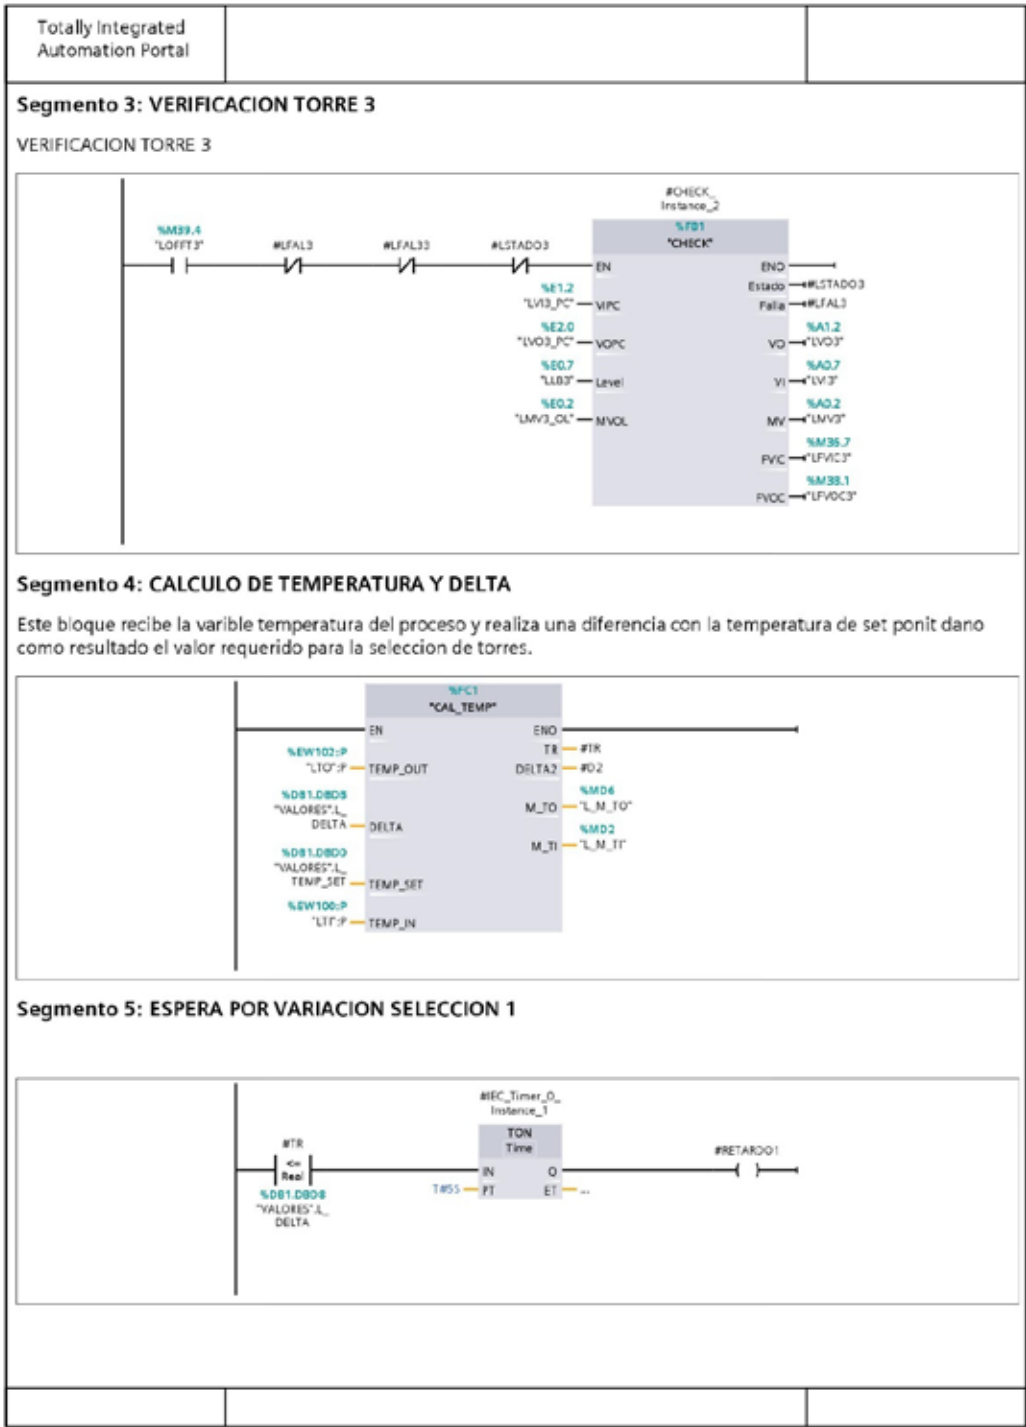 Totally Integrated
Automation Portal
Segmento 3: VERIFICACION TORRE 3
VERIFICACION TORRE 3
#CHECK_
Instance_2
%M39.4
"LOFFT3"
#LFAL3
#LFAL33
#LSTADO3
%FB1
"CHECK"
EN
ENO
Estado
#LSTADO3
%E1.2
"LVI3_PC"
VIPC
Falla
#LFAL3
%E2.0
"LVO3_PC"
VOPC
%A1.2
VO
"LVO3"
%E0.7
"LLB3"
Level
%A0.7
VI
"LVI3"
%E0.2
"LMV3_OL"
MVOL
%A0.2
MV
"LMV3"
%M36.7
FVIC
"LFVIC3"
%M38.1
FVOC
"LFVOC3"
Segmento 4: CALCULO DE TEMPERATURA Y DELTA
Este bloque recibe la varible temperatura del proceso y realiza una diferencia con la temperatura de set ponit dano
como resultado el valor requerido para la seleccion de torres.
%FC1
"CAL_TEMP"
EN
ENO
TR
#TR
%EW102:P
"LTO":P
TEMP_OUT
DELTA2
#D2
%DB1.DBD8
"VALORES".L_
DELTA
DELTA
%MD6
M_TO
"L_M_TO"
%MD2
M_TI
"L_M_TI"
%DB1.DBD0
"VALORES".L_
TEMP_SET
TEMP_SET
%EW100:P
"LTI":P
TEMP_IN
Segmento 5: ESPERA POR VARIACION SELECCION 1
#IEC_Timer_0_
Instance_1
TON
Time
#TR
<=
Real
%DB1.DBD8
"VALORES".L_
DELTA
IN
Q
T#5S
PT
ET
...
#RETARDO1